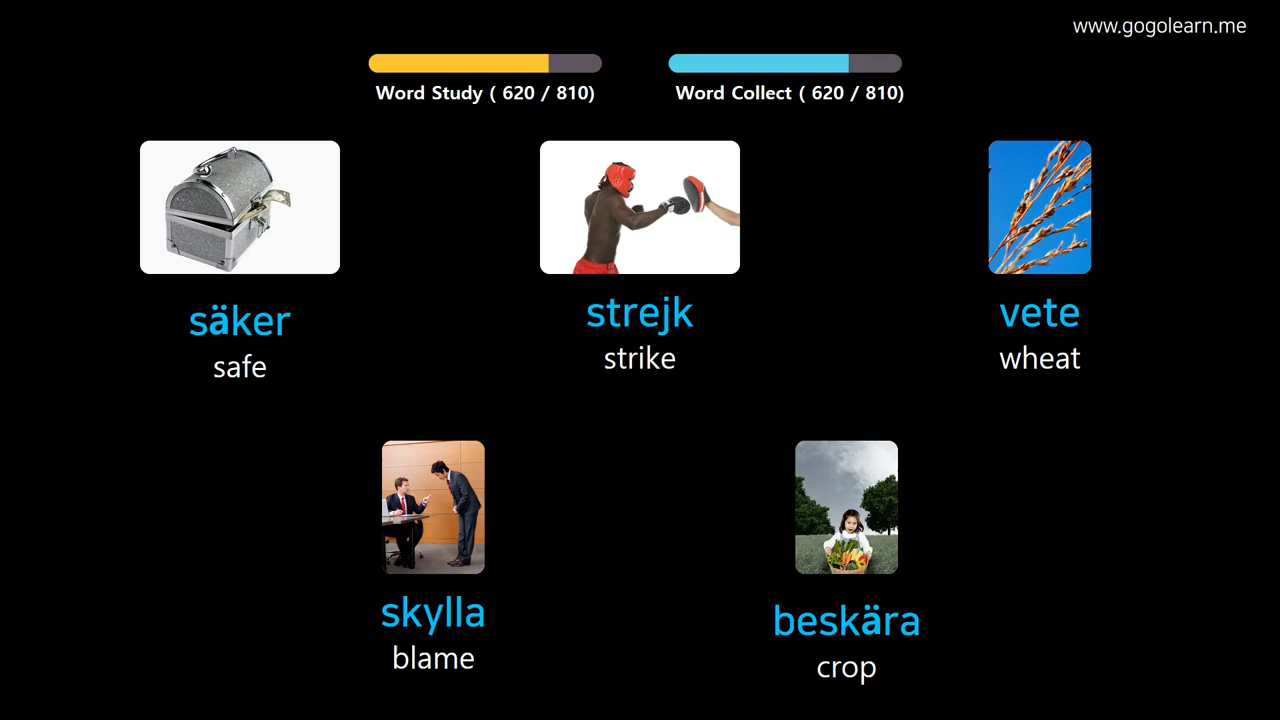 www.gogolearn.me
Word Study ( 620 / 810)
Word Collect ( 620 / 810)
säker
safe
strejk
strike
vete
wheat
skylla
blame
beskära
crop